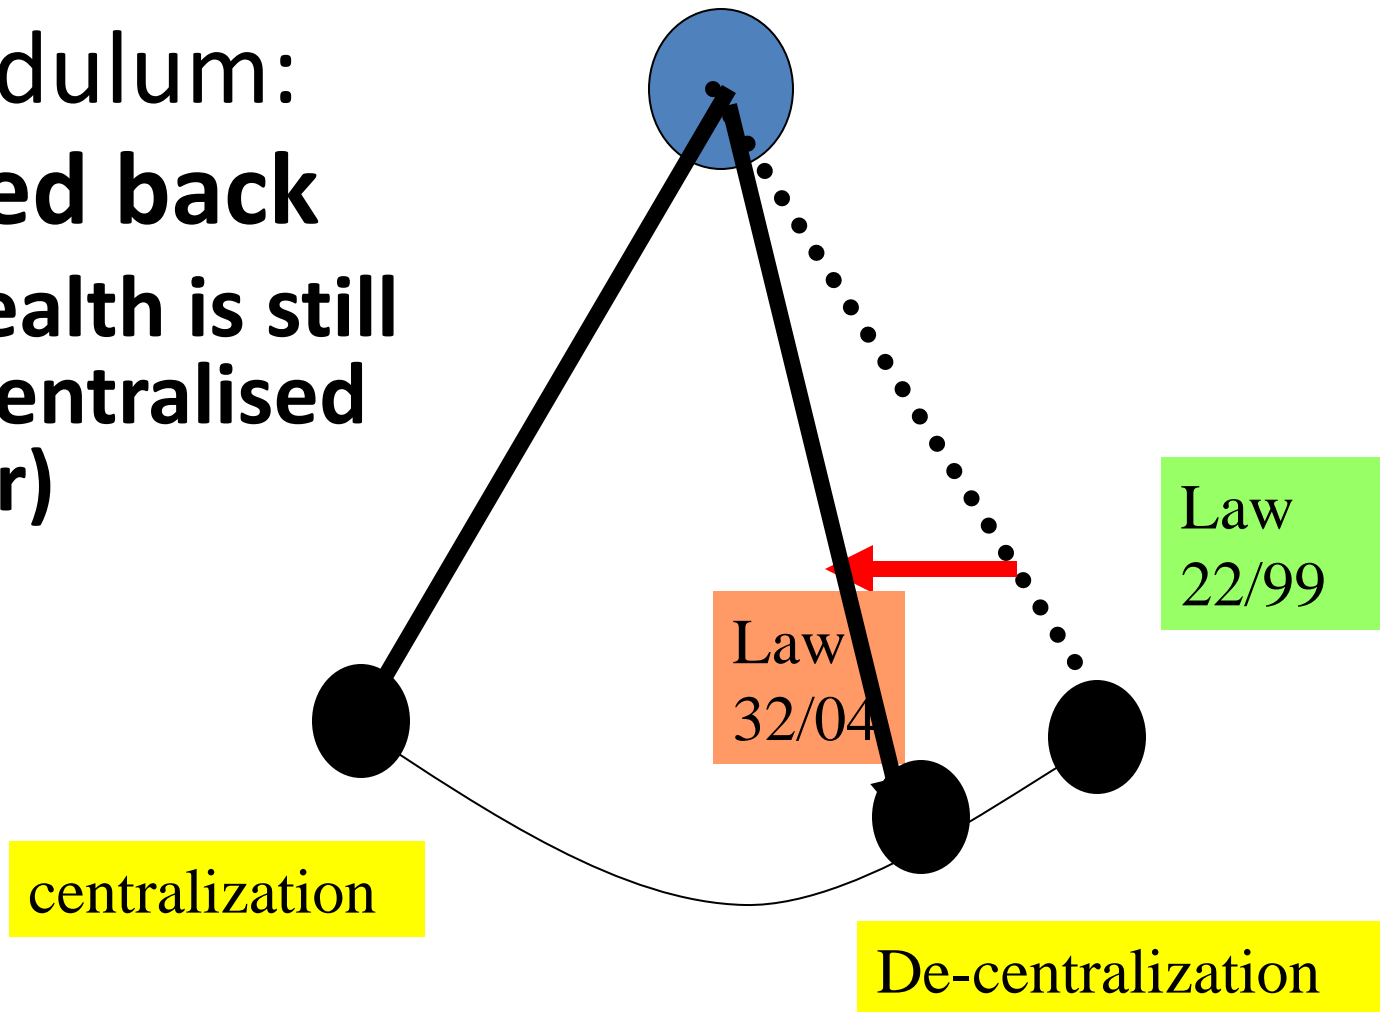 dulum:
ed back
ealth is still
entralised
r)
Law
22/99
Law
32/04
centralization
De-centralization